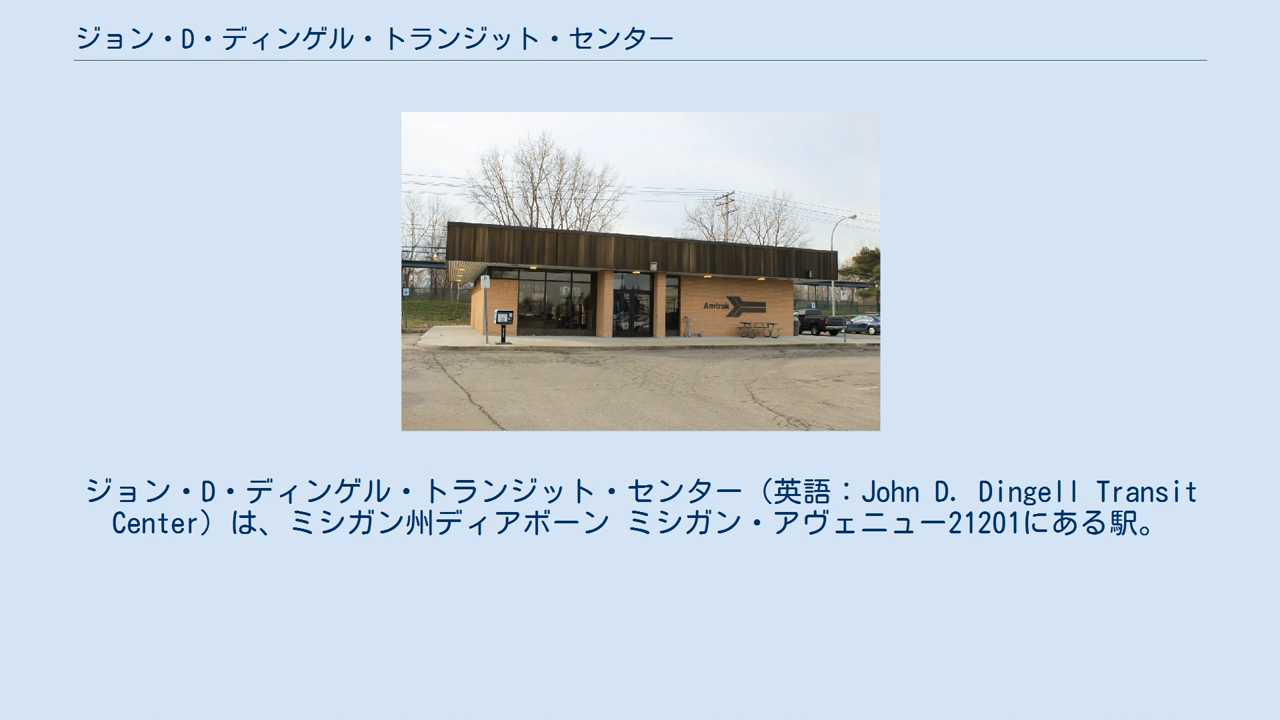 ジョン・D・ディンゲル・トランジット・センター
Amtrak
ジョン・D・ディンゲル・トランジット・センター（英語：John D. Dingell Transit
Center）は、ミシガン州ディアボーン ミシガン・アヴェニュー21201にある駅。